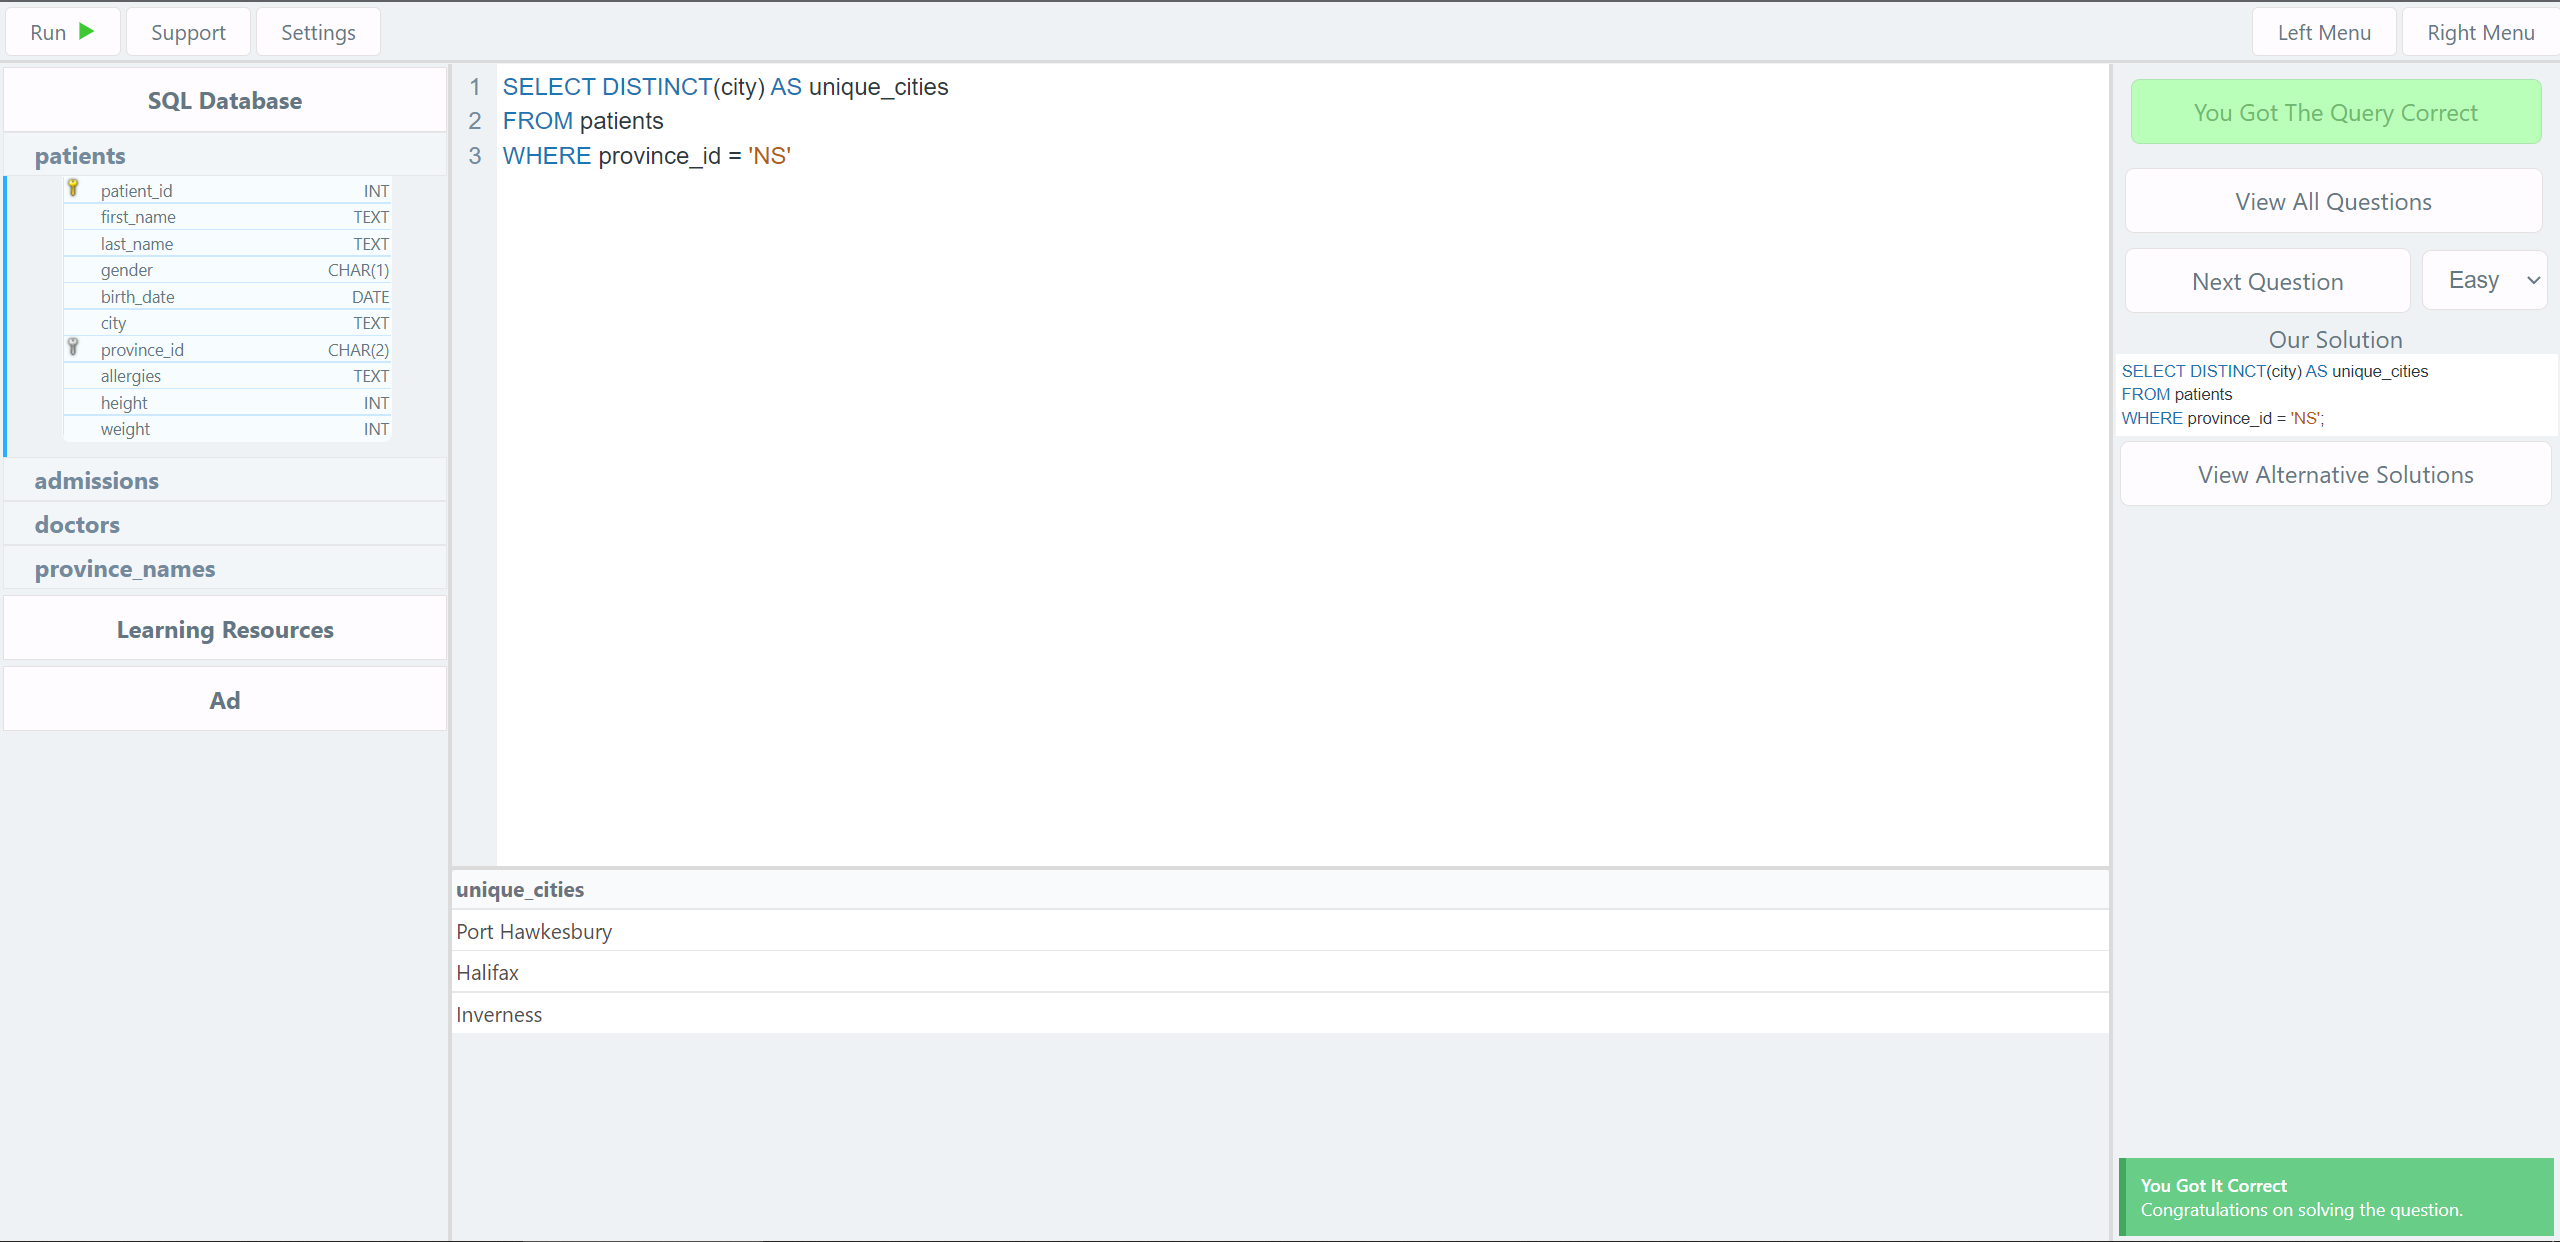 Run
Support
Settings
Left Menu
Right Menu
SQL Database
patients
patient_id INT
first_name TEXT
last_name TEXT
gender CHAR(1)
birth_date DATE
city TEXT
province_id CHAR(2)
allergies TEXT
height INT
weight INT
admissions
doctors
province_names
Learning Resources
Ad
1 SELECT DISTINCT(city) AS unique_cities
2 FROM patients
3 WHERE province_id = 'NS'
unique_cities
Port Hawkesbury
Halifax
Inverness
You Got The Query Correct
View All Questions
Next Question
Easy
Our Solution
SELECT DISTINCT(city) AS unique_cities
FROM patients
WHERE province_id = 'NS';
View Alternative Solutions
You Got It Correct
Congratulations on solving the question.